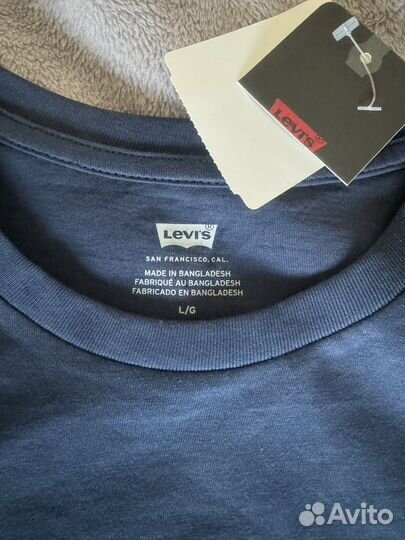 Levi's
Levi's
SAN FRANCISCO, CAL.
MADE IN BANGLADESH
FABRIQUÉ AU BANGLADESH
FABRICADO EN BANGLADESH
L/G
Avito